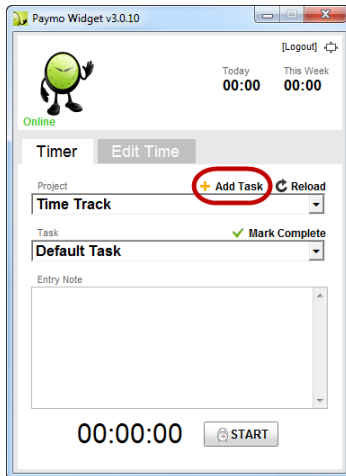 Paymo Widget v3.0.10
[Logout]
Today This Week
00:00 00:00
Online
Timer Edit Time
Project Add Task Reload
Time Track
Task Mark Complete
Default Task
Entry Note
00:00:00 START